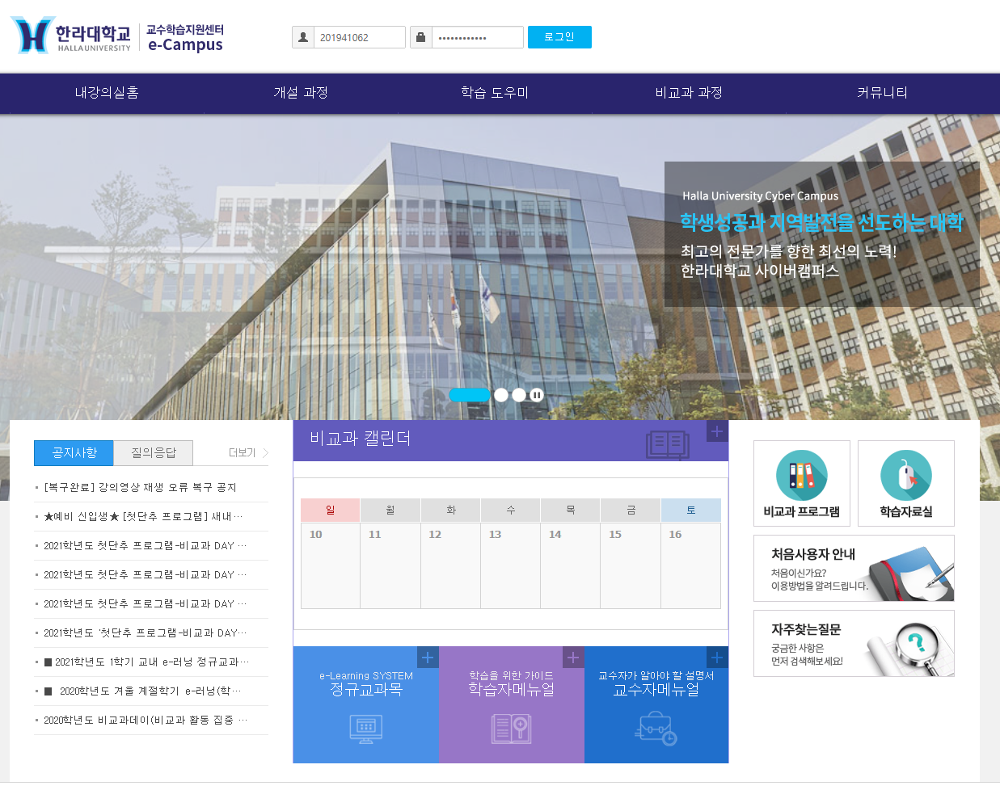 한라대학교
HALLA UNIVERSITY
교수학습지원센터
e-Campus
201941062
로그인
내강의실홈
개설 과정
학습 도우미
비교과 과정
커뮤니티
Halla University Cyber Campus
학생성공과 지역발전을 선도하는 대학
최고의 전문가를 향한 최선의 노력!
한라대학교 사이버캠퍼스
공지사항
질의응답
더보기
[복구완료] 강의영상 재생 오류 복구 공지
★예비 신입생★ [첫단추 프로그램] 새내…
2021학년도 첫단추 프로그램-비교과 DAY …
2021학년도 첫단추 프로그램-비교과 DAY …
2021학년도 첫단추 프로그램-비교과 DAY …
2021학년도 '첫단추 프로그램-비교과 DAY…
■ 2021학년도 1학기 교내 e-러닝 정규교과…
■ 2020학년도 겨울 계절학기 e-러닝(학…
2020학년도 비교과데이(비교과 활동 집중 …
비교과 캘린더
일 월 화 수 목 금 토
10 11 12 13 14 15 16
e-Learning SYSTEM
정규교과목
학습을 위한 가이드
학습자메뉴얼
교수자가 알아야 할 설명서
교수자메뉴얼
비교과 프로그램
학습자료실
처음사용자 안내
처음이신가요?
이용방법을 알려드립니다.
자주찾는질문
궁금한 사항은
먼저 검색해보세요!